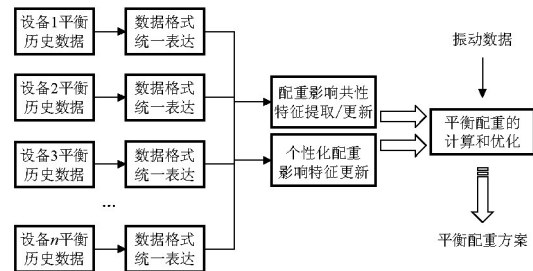 设备1平衡
历史数据
数据格式
统一表达
设备2平衡
历史数据
数据格式
统一表达
设备3平衡
历史数据
数据格式
统一表达
...
设备n平衡
历史数据
数据格式
统一表达
配重影响共性
特征提取/更新
个性化配重
影响特征更新
振动数据
平衡配重的
计算和优化
平衡配重方案